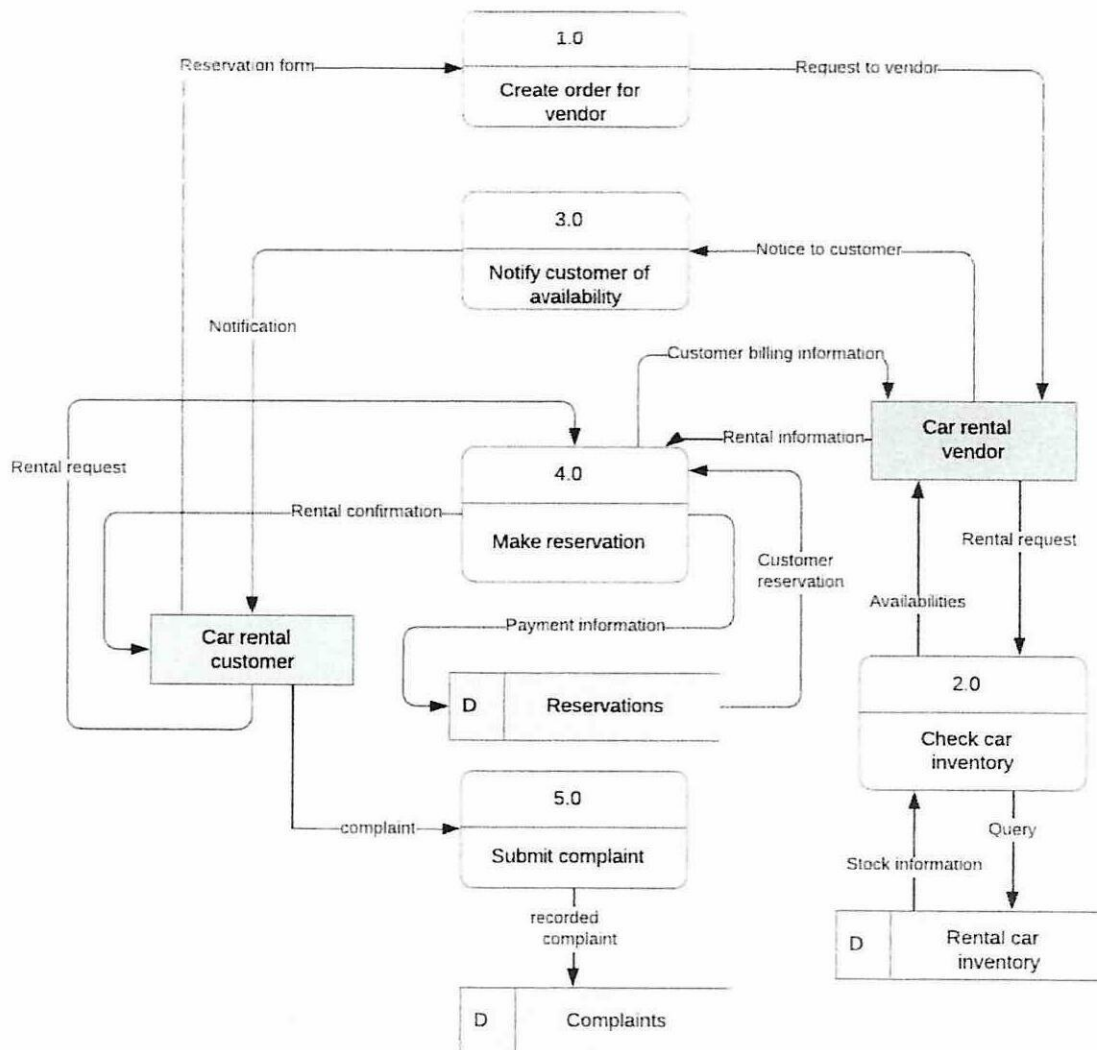 1.0
Reservation form
Request to vendor
Create order for
vendor
3.0
Notice to customer
Notify customer of
availability
Notification
Customer billing information
Car rental
vendor
Rental information
Rental request
4.0
Rental confirmation
Make reservation
Customer
reservation
Rental request
Availabilities
Payment information
Car rental
customer
D
Reservations
2.0
Check car
inventory
5.0
complaint
Submit complaint
Query
Stock information
recorded
complaint
D
Rental car
inventory
D
Complaints